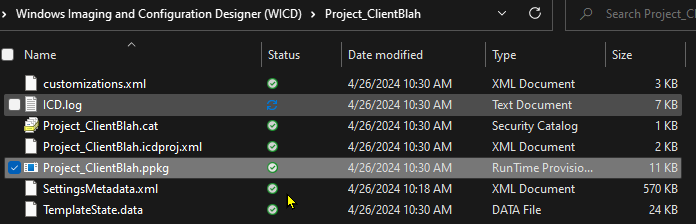 Windows Imaging and Configuration Designer (WICD) > Project_ClientBlah > Search Project_Cl
Name Status Date modified Type Size
customizations.xml 4/26/2024 10:30 AM XML Document 3 KB
ICD.log 4/26/2024 10:30 AM Text Document 7 KB
Project_ClientBlah.cat 4/26/2024 10:30 AM Security Catalog 1 KB
Project_ClientBlah.icdproj.xml 4/26/2024 10:30 AM XML Document 2 KB
Project_ClientBlah.ppkg 4/26/2024 10:30 AM RunTime Provisio... 11 KB
SettingsMetadata.xml 4/26/2024 10:18 AM XML Document 570 KB
TemplateState.data 4/26/2024 10:30 AM DATA File 24 KB